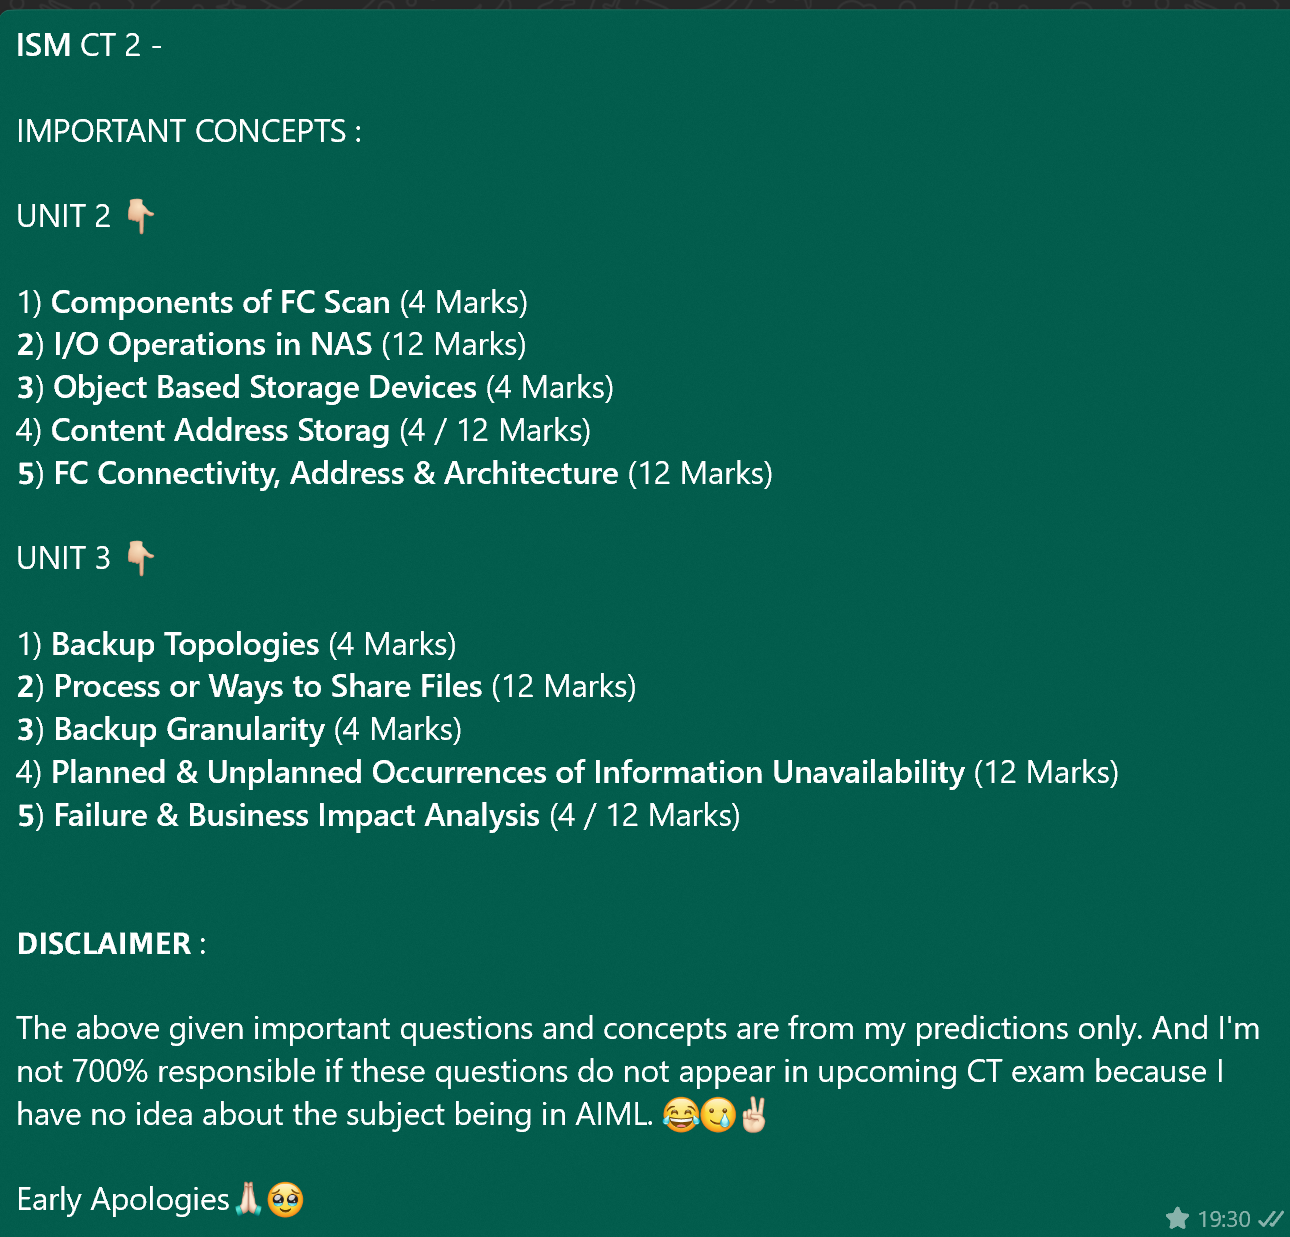 ISM CT 2 -
IMPORTANT CONCEPTS :
UNIT 2 👇🏻
1) Components of FC Scan (4 Marks)
2) I/O Operations in NAS (12 Marks)
3) Object Based Storage Devices (4 Marks)
4) Content Address Storag (4 / 12 Marks)
5) FC Connectivity, Address & Architecture (12 Marks)
UNIT 3 👇🏻
1) Backup Topologies (4 Marks)
2) Process or Ways to Share Files (12 Marks)
3) Backup Granularity (4 Marks)
4) Planned & Unplanned Occurrences of Information Unavailability (12 Marks)
5) Failure & Business Impact Analysis (4 / 12 Marks)
DISCLAIMER :
The above given important questions and concepts are from my predictions only. And I'm
not 700% responsible if these questions do not appear in upcoming CT exam because I
have no idea about the subject being in AIML. 😂🥲✌🏻
Early Apologies🙏🏻🥹
19:30